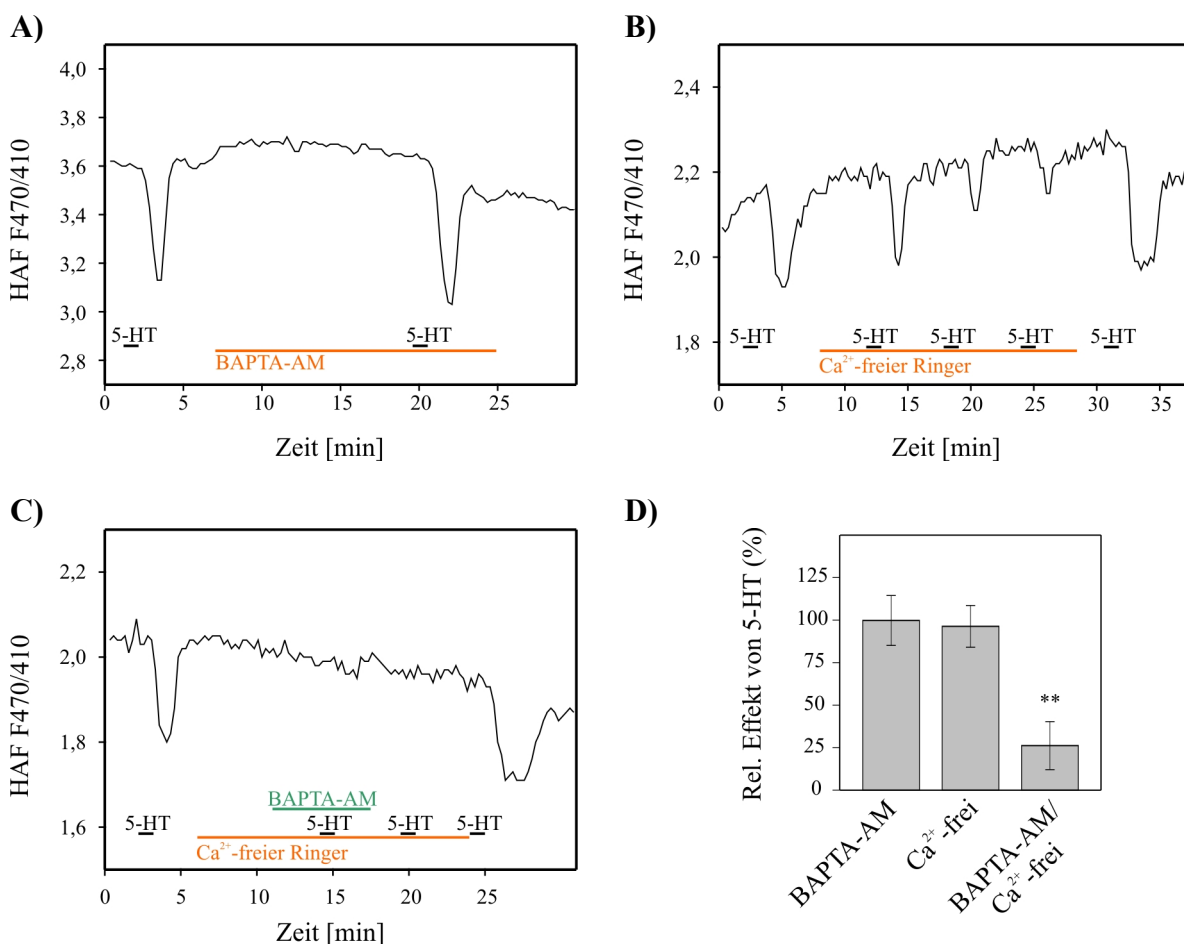 A)
4,0
3,8
3,6
3,4
3,2
3,0
2,8
HAF F470/410
5-HT 5-HT
BAPTA-AM
0 5 10 15 20 25
Zeit [min]
B)
2,4
2,2
2,0
1,8
HAF F470/410
5-HT 5-HT 5-HT 5-HT 5-HT
Ca²⁺-freier Ringer
0 5 10 15 20 25 30 35
Zeit [min]
C)
2,2
2,0
1,8
1,6
HAF F470/410
BAPTA-AM
5-HT 5-HT 5-HT 5-HT
Ca²⁺-freier Ringer
0 5 10 15 20 25
Zeit [min]
D)
Rel. Effekt von 5-HT (%)
125
100
75
50
25
0
**
BAPTA-AM
Ca²⁺-frei
BAPTA-AM/
Ca²⁺-frei